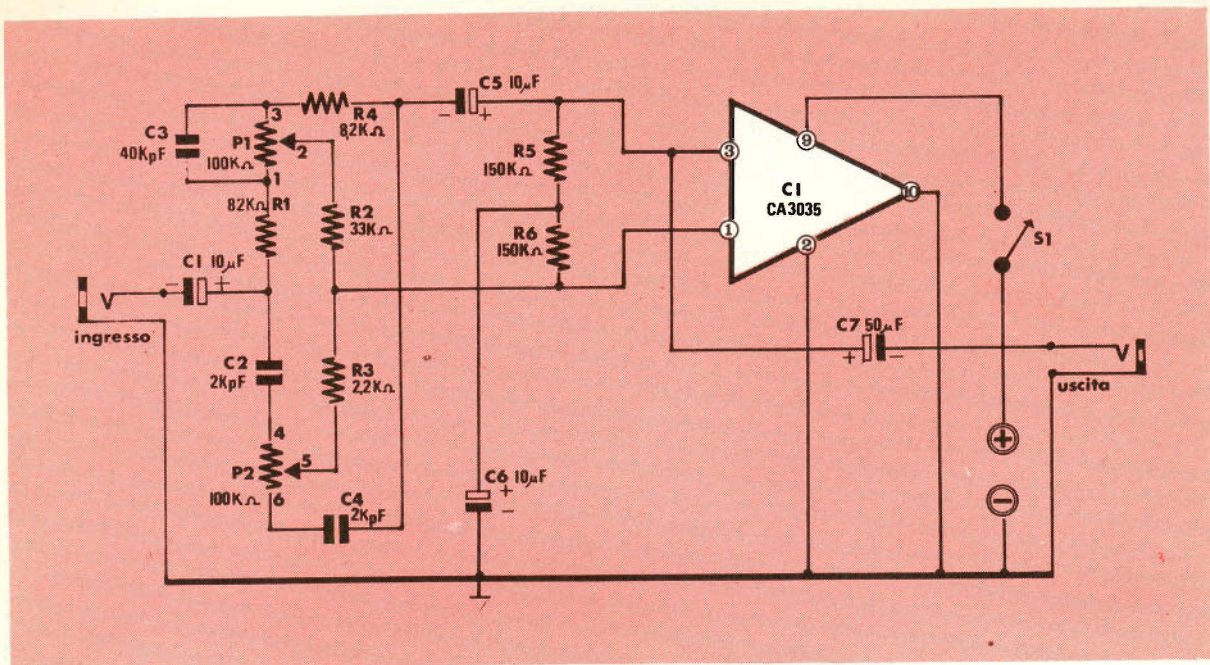 C5 10µF
- +
3
R4
8,2KΩ
C3
40KpF
P1
100KΩ
2
1
82KΩ
R1
R2
33KΩ
R5
150KΩ
R6
150KΩ
3
9
C1
CA3035
10
1
2
S1
C1 10µF
- +
ingresso
C2
2KpF
R3
2,2KΩ
C7 50µF
+ -
uscita
4
P2
5
100KΩ
6
C4
2KpF
C6 10µF
+
-
+
-